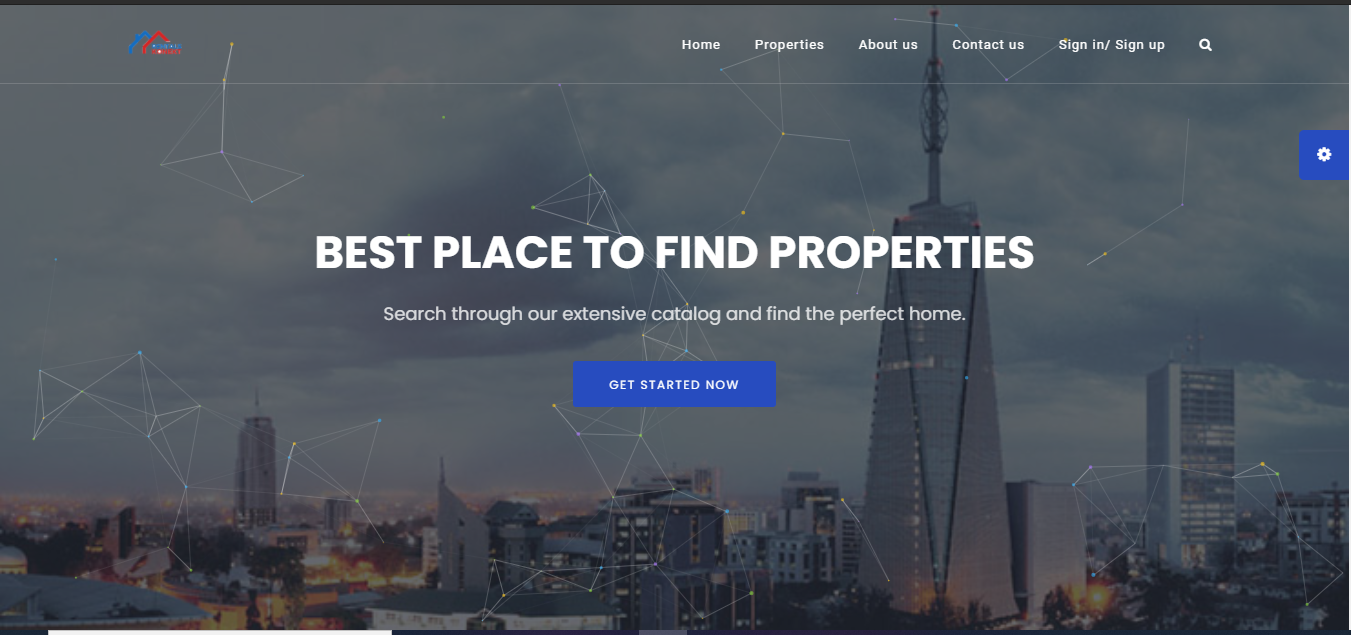 Home Properties About us Contact us Sign in/ Sign up
BEST PLACE TO FIND PROPERTIES
Search through our extensive catalog and find the perfect home.
GET STARTED NOW